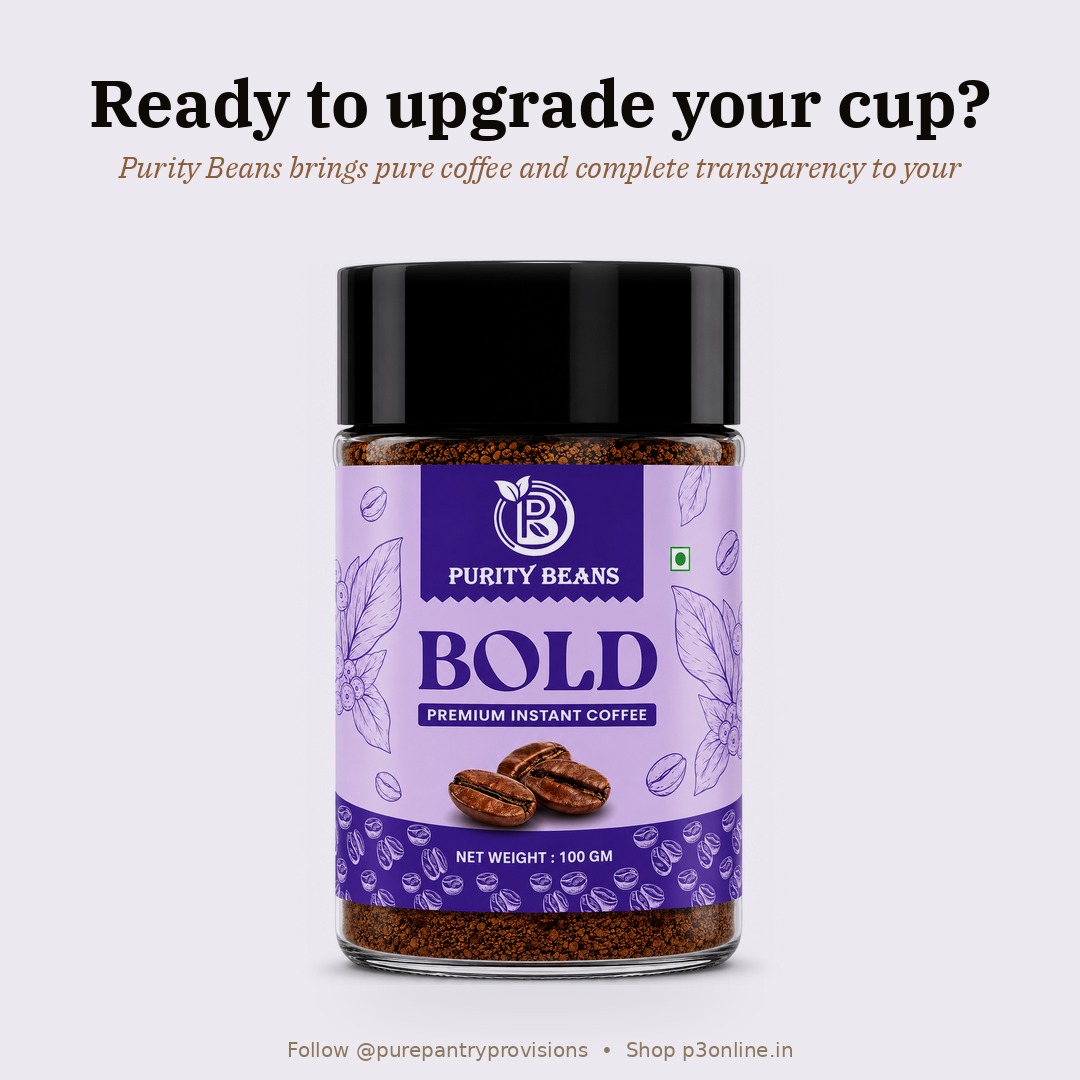 Ready to upgrade your cup?
Purity Beans brings pure coffee and complete transparency to your
PURITY BEANS
BOLD
PREMIUM INSTANT COFFEE
NET WEIGHT : 100 GM
Follow @purepantryprovisions • Shop p3online.in